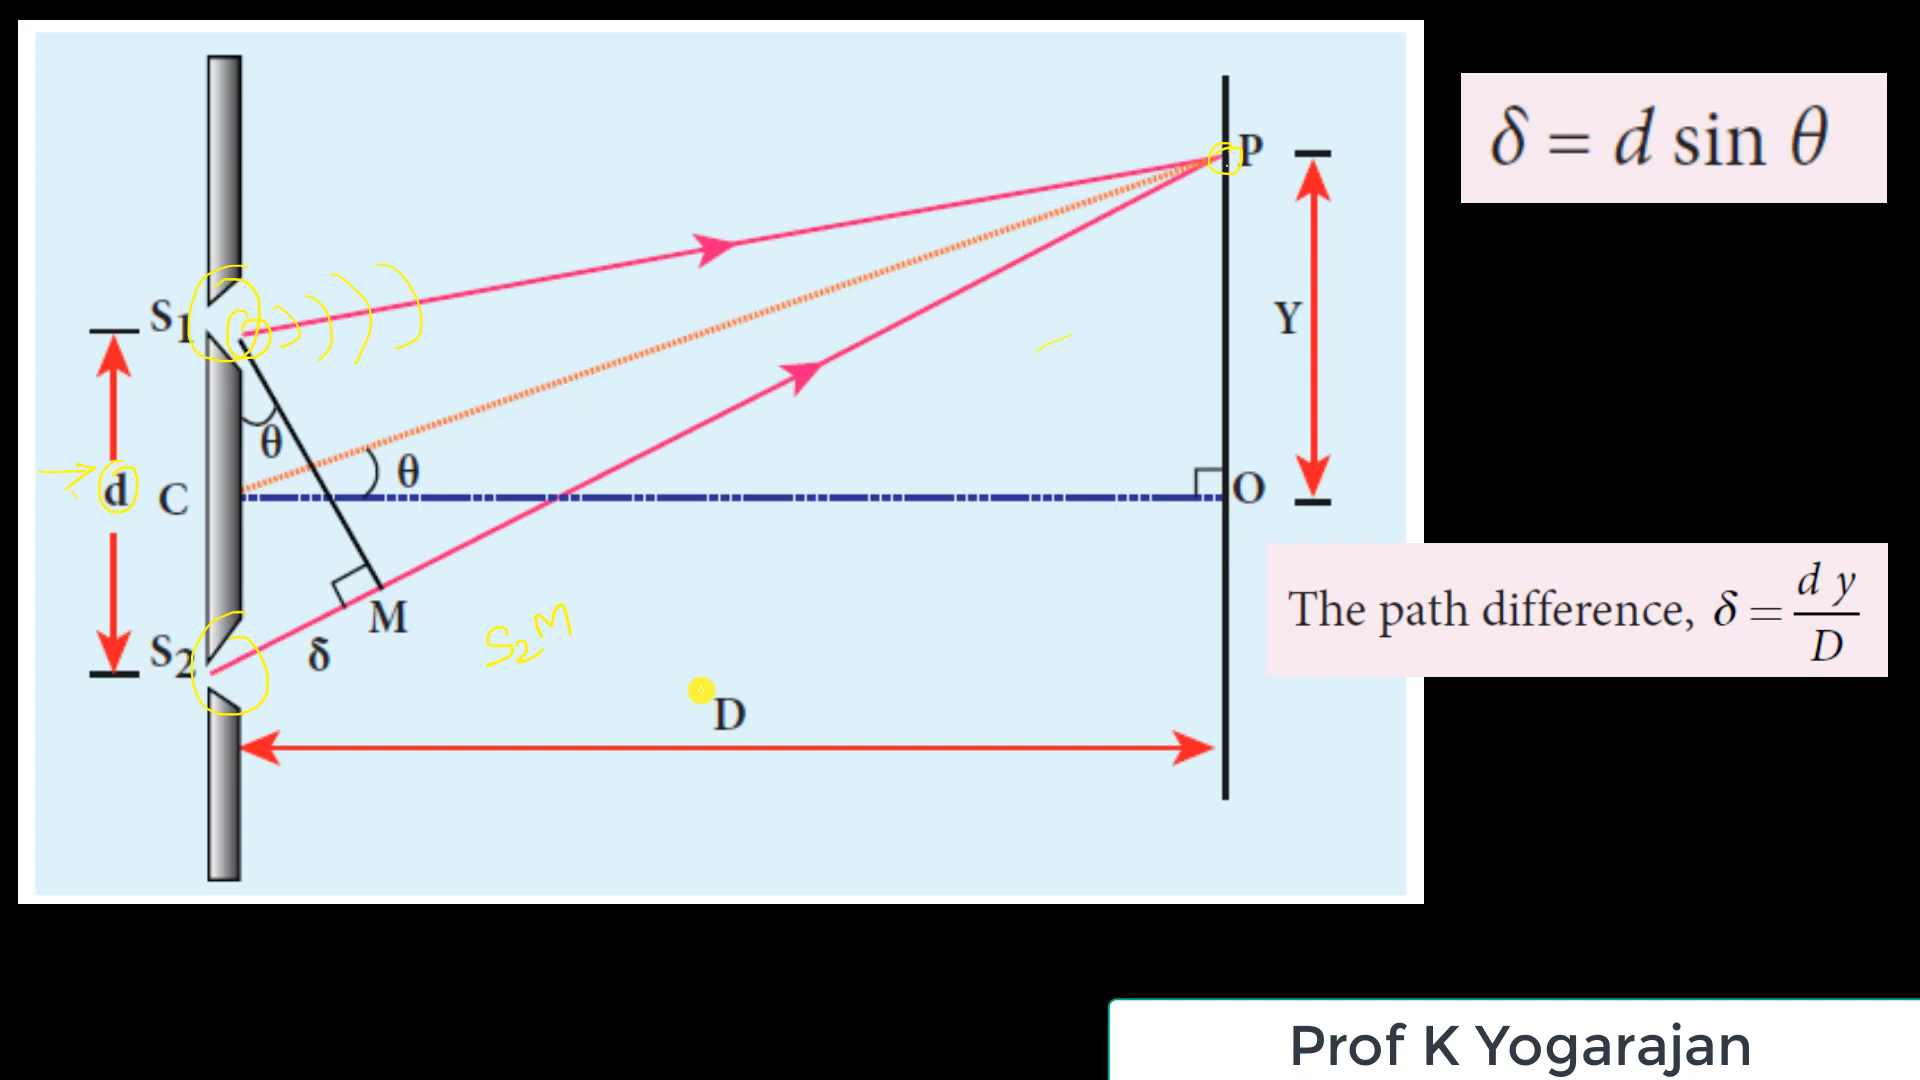 P
δ = d sin θ
S1
Y
θ
θ
d
C
O
The path difference, δ = d y / D
M
S2M
S2
δ
D
Prof K Yogarajan